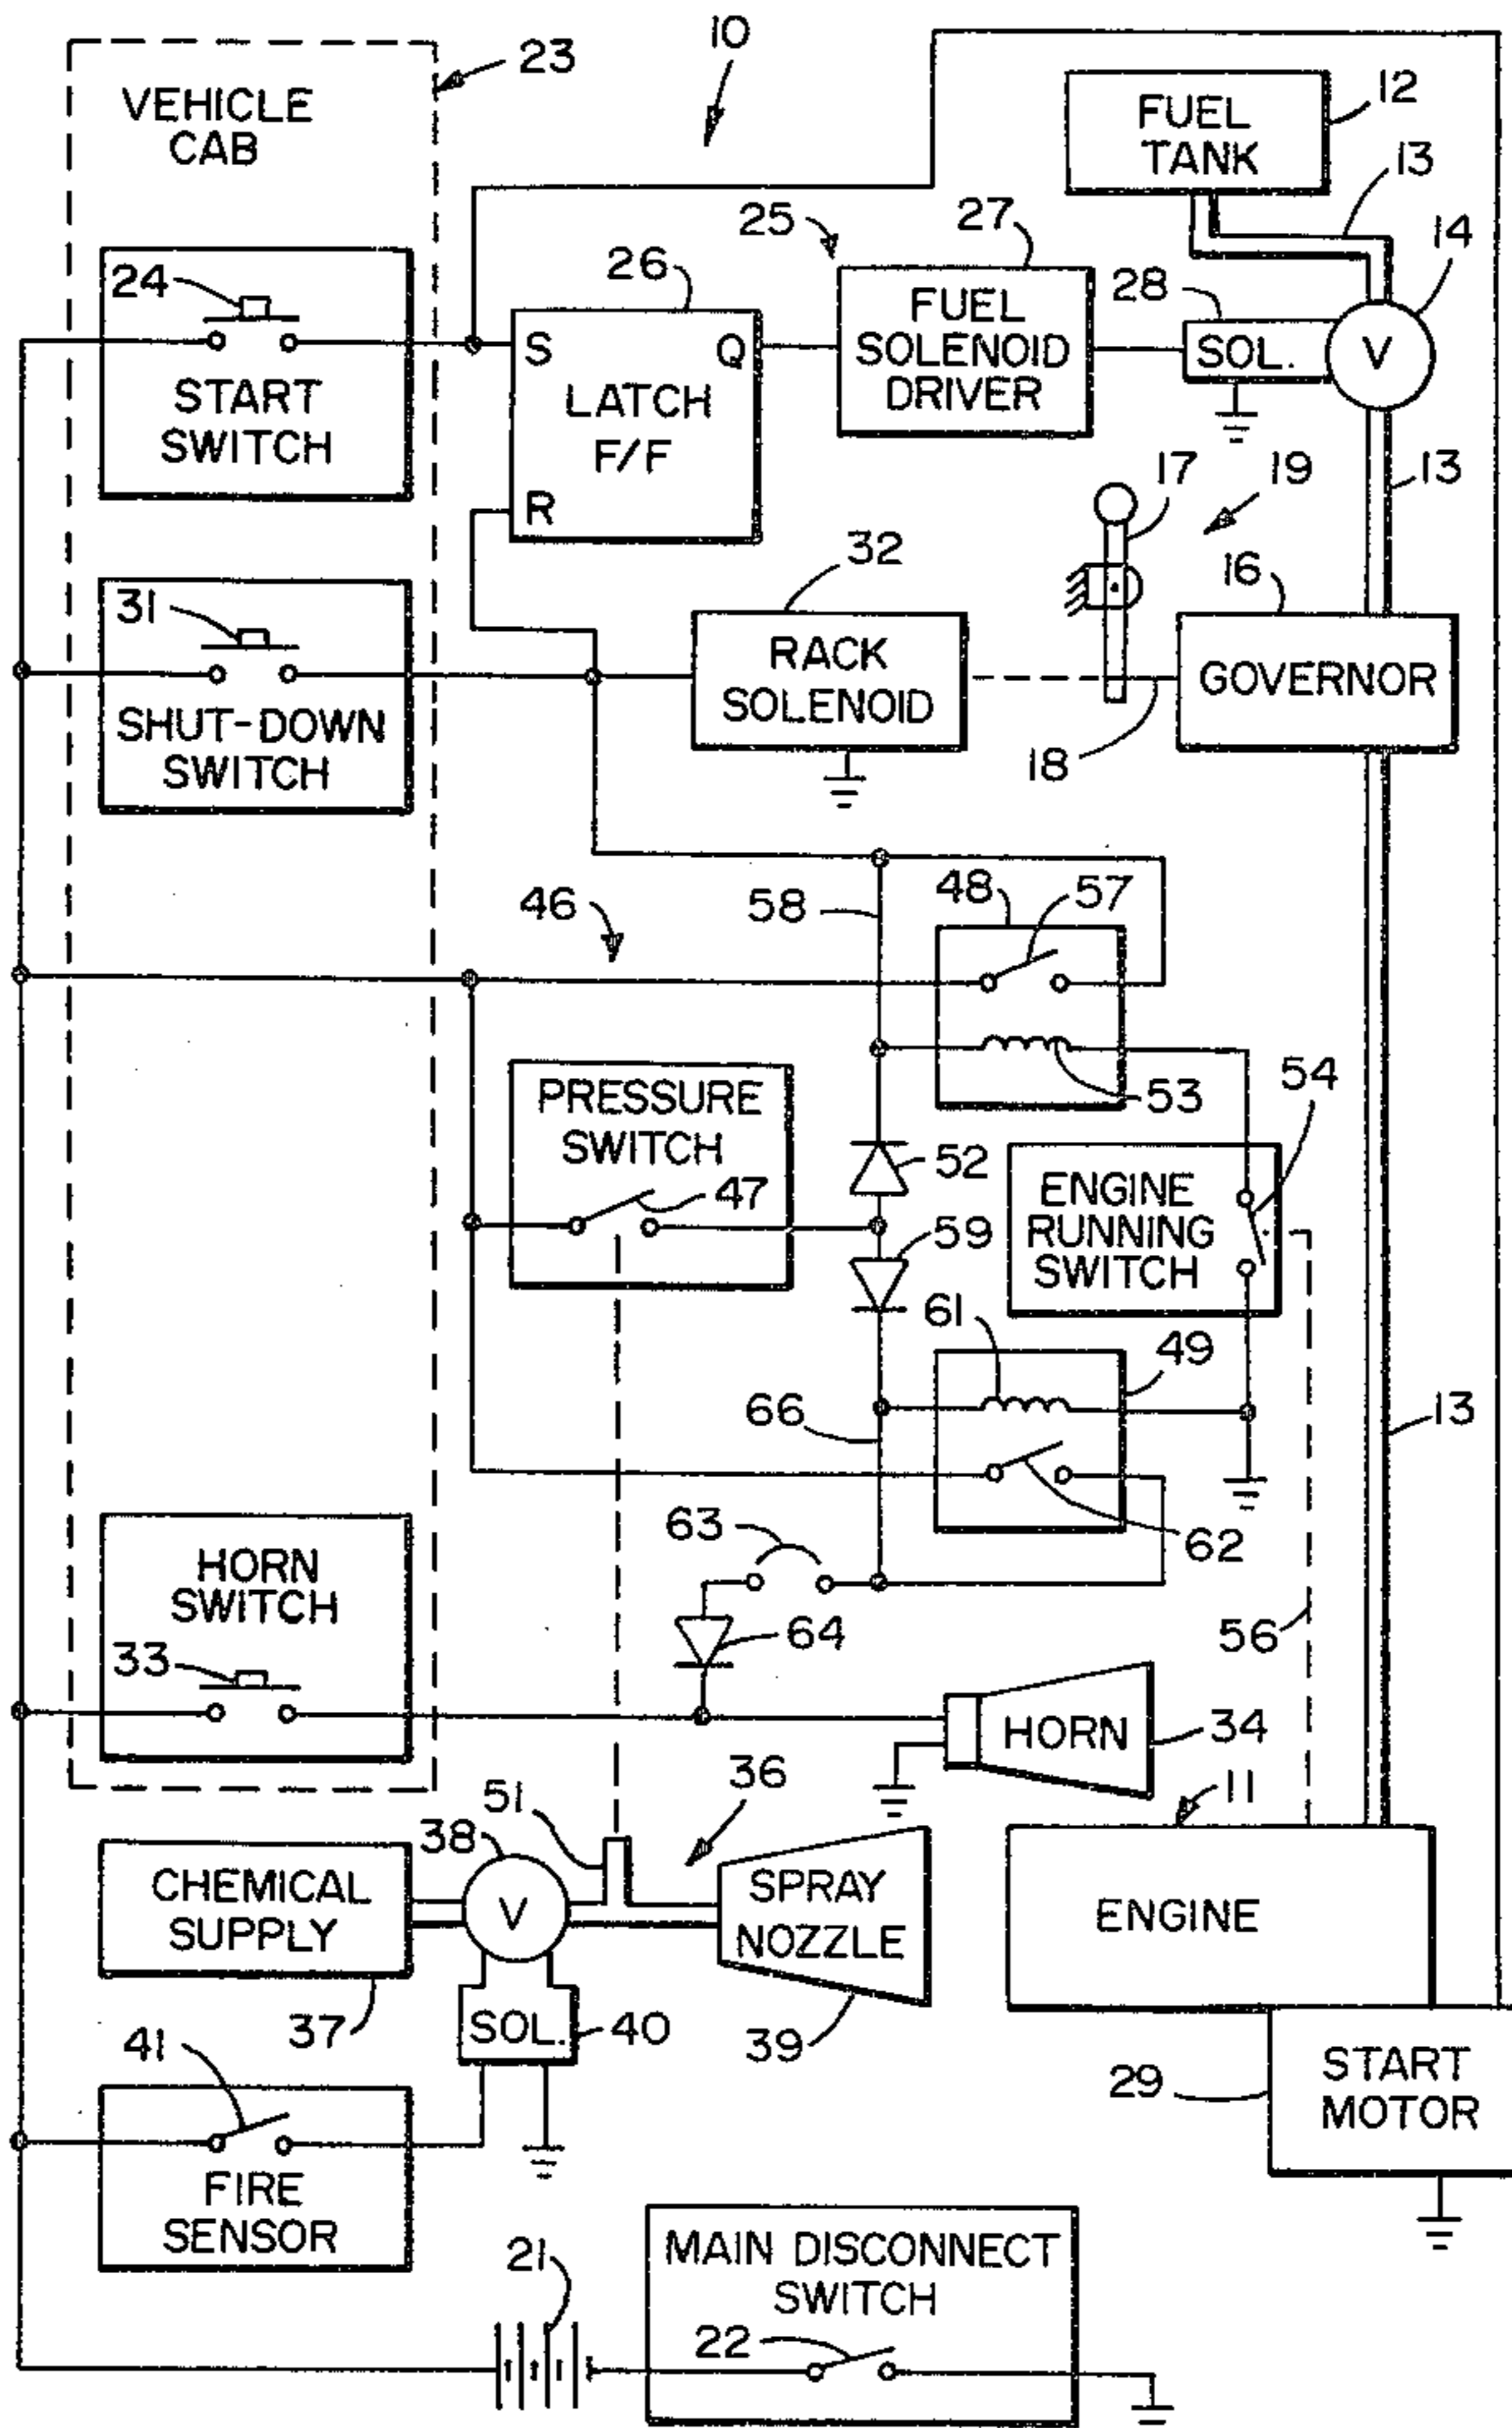 10
23
VEHICLE
CAB
FUEL
TANK
12
13
25
27
14
24
26
28
FUEL
SOLENOID
DRIVER
S
Q
SOL.
V
START
SWITCH
LATCH
F/F
R
17
19
13
31
32
16
RACK
SOLENOID
GOVERNOR
SHUT-DOWN
SWITCH
18
46
58
48
57
PRESSURE
SWITCH
53
54
47
52
ENGINE
RUNNING
SWITCH
59
61
49
66
13
63
62
HORN
SWITCH
64
56
33
HORN
34
51
36
11
38
CHEMICAL
SUPPLY
V
SPRAY
NOZZLE
ENGINE
37
SOL.
40
39
41
29
START
MOTOR
FIRE
SENSOR
21
MAIN DISCONNECT
SWITCH
22